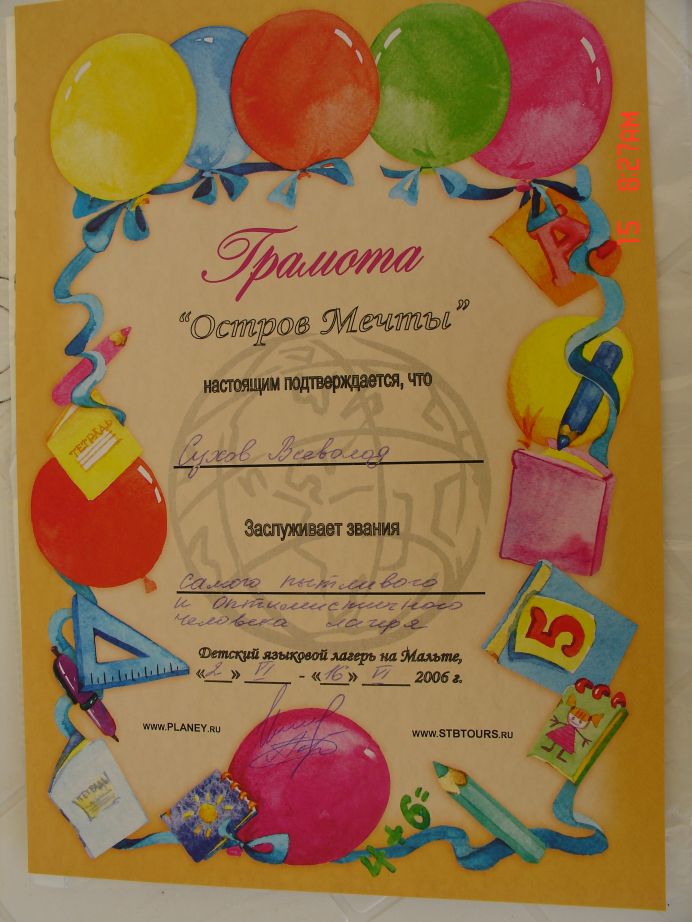 15 8:27AM
Грамота
“Остров Мечты”
настоящим подтверждается, что
Сухов Всеволод
Заслуживает звания
самого пытливого
и оптимистичного
человека лагеря
Детский языковой лагерь на Мальте,
«2» VI - «16» VI 2006 г.
www.PLANEY.RU
www.STBTOURS.RU
ТЕТРАДЬ
5
ТЕТРАДЬ
4+6=